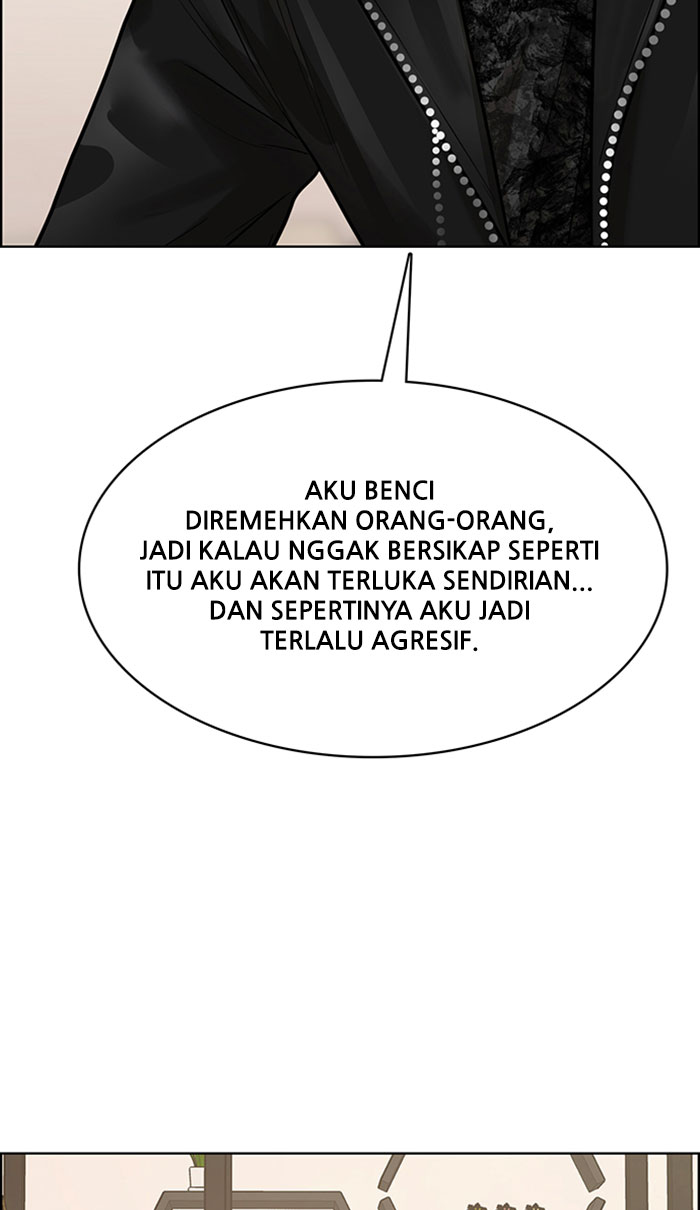 AKU BENCI
DIREMEHKAN ORANG-ORANG,
JADI KALAU NGGAK BERSIKAP SEPERTI
ITU AKU AKAN TERLUKA SENDIRIAN...
DAN SEPERTINYA AKU JADI
TERLALU AGRESIF.